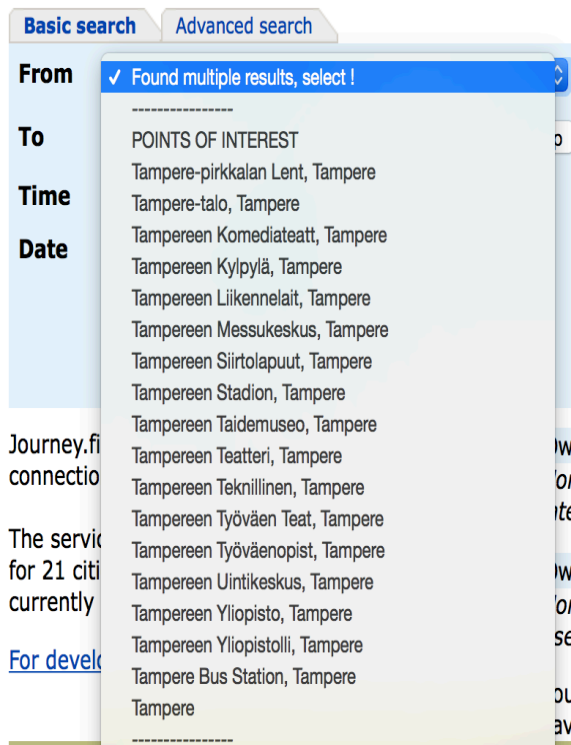 Basic search Advanced search
From ✓ Found multiple results, select !
----------------
To POINTS OF INTEREST
Tampere-pirkkalan Lent, Tampere
Time Tampere-talo, Tampere
Tampereen Komediateatt, Tampere
Date Tampereen Kylpylä, Tampere
Tampereen Liikennelait, Tampere
Tampereen Messukeskus, Tampere
Tampereen Siirtolapuut, Tampere
Tampereen Stadion, Tampere
Tampereen Taidemuseo, Tampere
Journey.fi
Tampereen Teatteri, Tampere
connectio
Tampereen Teknillinen, Tampere
Tampereen Työväen Teat, Tampere
The servic
Tampereen Työväenopist, Tampere
for 21 citi
Tampereen Uintikeskus, Tampere
currently
Tampereen Yliopisto, Tampere
Tampereen Yliopistolli, Tampere
For develo
Tampere Bus Station, Tampere
Tampere
----------------